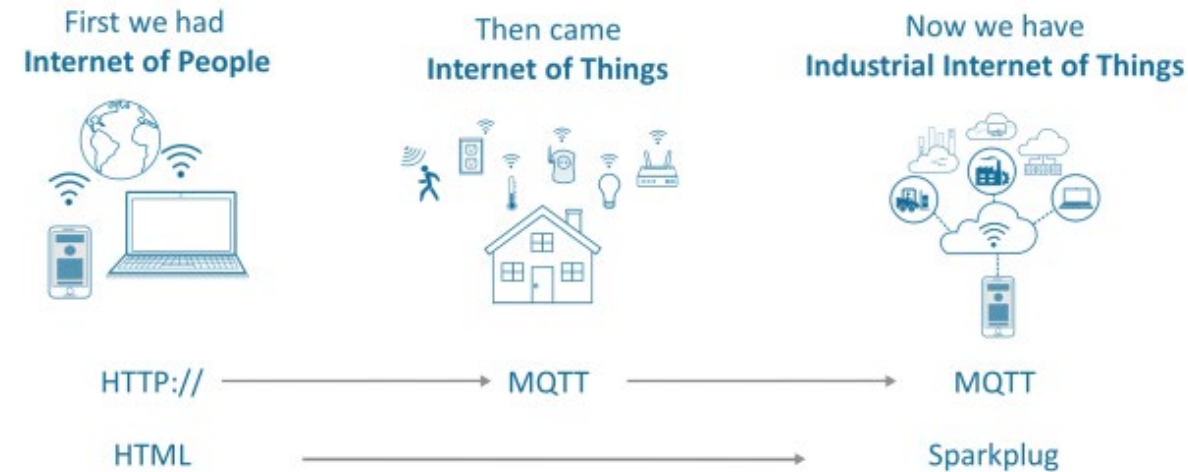 First we had
Internet of People
Then came
Internet of Things
Now we have
Industrial Internet of Things
HTTP://
MQTT
MQTT
HTML
Sparkplug